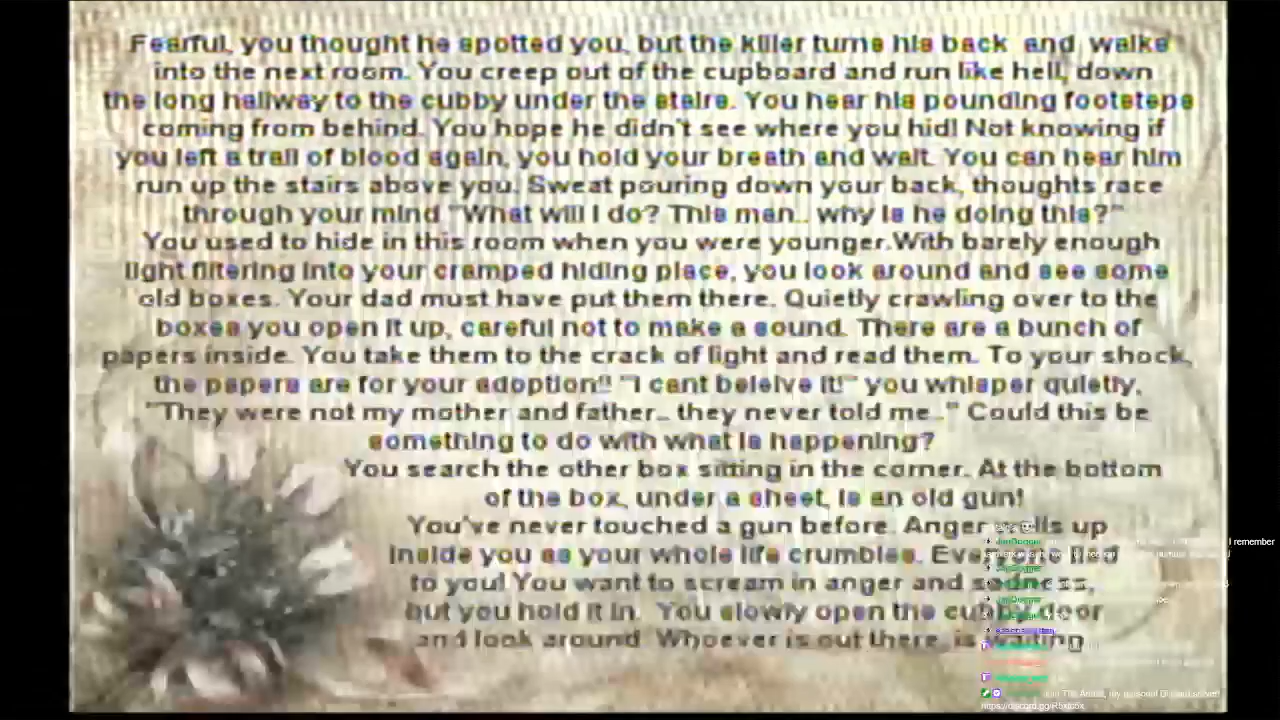 Fearful, you thought he spotted you, but the killer turns his back and walks
into the next room. You creep out of the cupboard and run like hell, down
the long hallway to the cubby under the stairs. You hear his pounding footsteps
coming from behind. You hope he didn't see where you hid! Not knowing if
you left a trail of blood again, you hold your breath and wait. You can hear him
run up the stairs above you. Sweat pouring down your back, thoughts race
through your mind "What will I do? This man.. why is he doing this?"
You used to hide in this room when you were younger.With barely enough
light filtering into your cramped hiding place, you look around and see some
old boxes. Your dad must have put them there. Quietly crawling over to the
boxes you open it up, careful not to make a sound. There are a bunch of
papers inside. You take them to the crack of light and read them. To your shock,
the papers are for your adoption!! "I cant beleive it!" you whisper quietly,
"They were not my mother and father.. they never told me.." Could this be
something to do with what is happening?
You search the other box sitting in the corner. At the bottom
of the box, under a sheet, is an old gun!
You've never touched a gun before. Anger wells up
inside you as your whole life crumbles. Everyone lied
to you! You want to scream in anger and sadness,
but you hold it in. You slowly open the cubby door
and look around. Whoever is out there, is waiting
I remember
my personal Discord server!